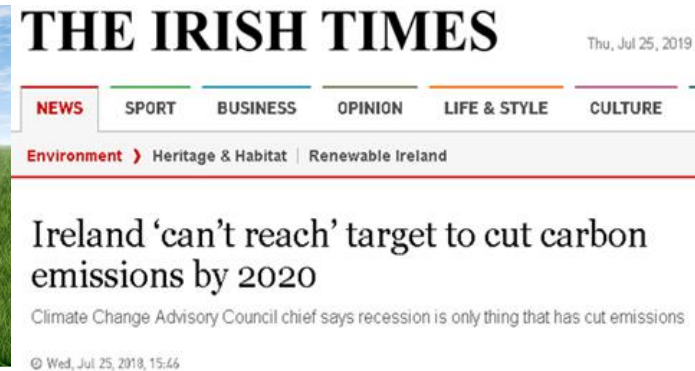 THE IRISH TIMES
Thu, Jul 25, 2019
NEWS SPORT BUSINESS OPINION LIFE & STYLE CULTURE
Environment ❯ Heritage & Habitat | Renewable Ireland
Ireland ‘can’t reach’ target to cut carbon
emissions by 2020
Climate Change Advisory Council chief says recession is only thing that has cut emissions
Wed, Jul 25, 2018, 15:46